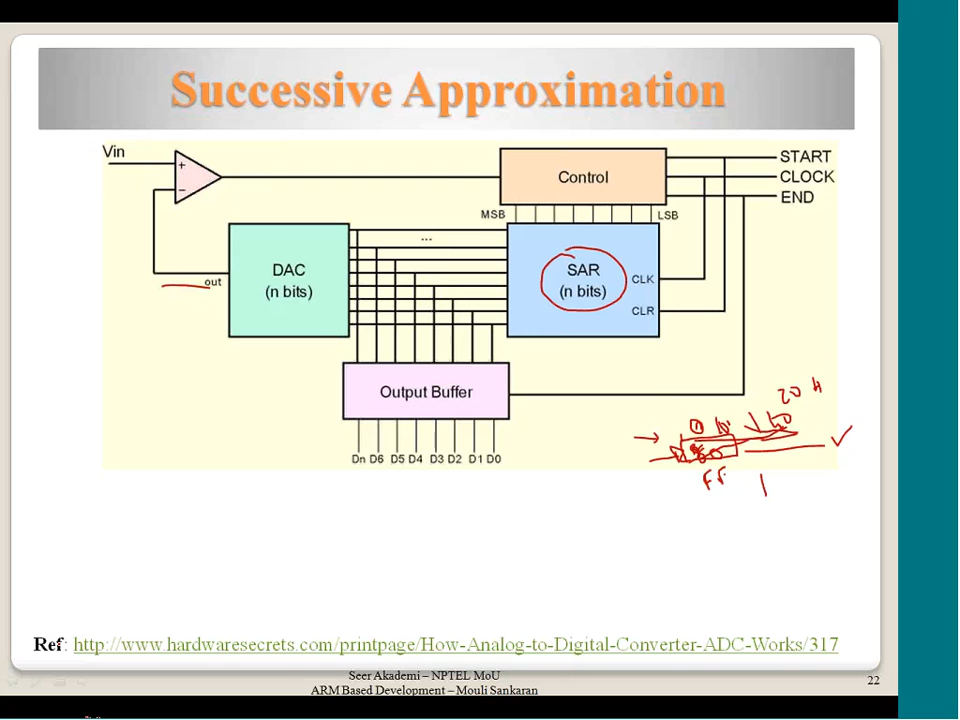 Successive Approximation
Vin
+
−
Control
START
CLOCK
END
MSB
LSB
...
DAC
(n bits)
out
SAR
(n bits)
CLK
CLR
Output Buffer
Dn D6 D5 D4 D3 D2 D1 D0
20 h
FF
Ref: http://www.hardwaresecrets.com/printpage/How-Analog-to-Digital-Converter-ADC-Works/317
Seer Akademi – NPTEL MoU
ARM Based Development – Mouli Sankaran
22